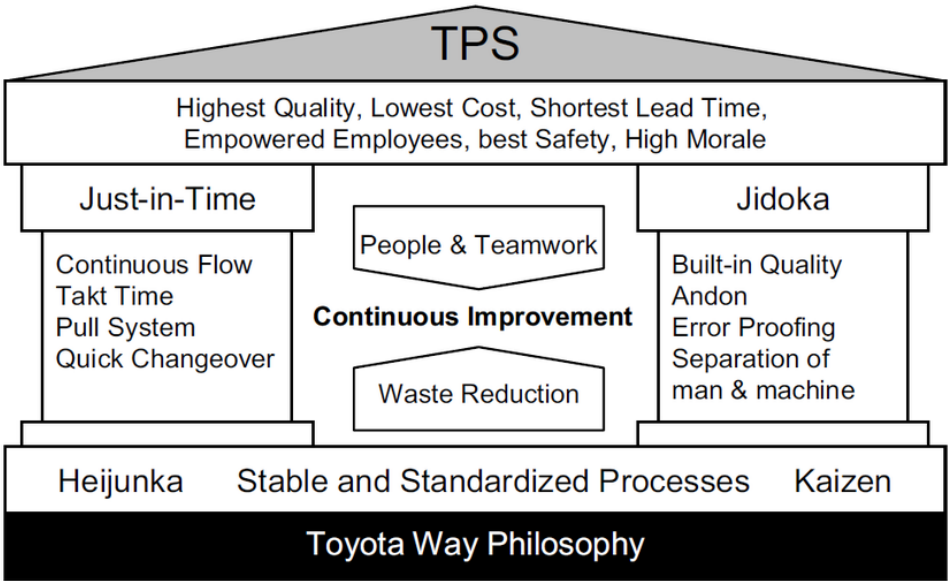 TPS
Highest Quality, Lowest Cost, Shortest Lead Time,
Empowered Employees, best Safety, High Morale
Just-in-Time
Continuous Flow
Takt Time
Pull System
Quick Changeover
People & Teamwork
Continuous Improvement
Waste Reduction
Jidoka
Built-in Quality
Andon
Error Proofing
Separation of
man & machine
Heijunka Stable and Standardized Processes Kaizen
Toyota Way Philosophy